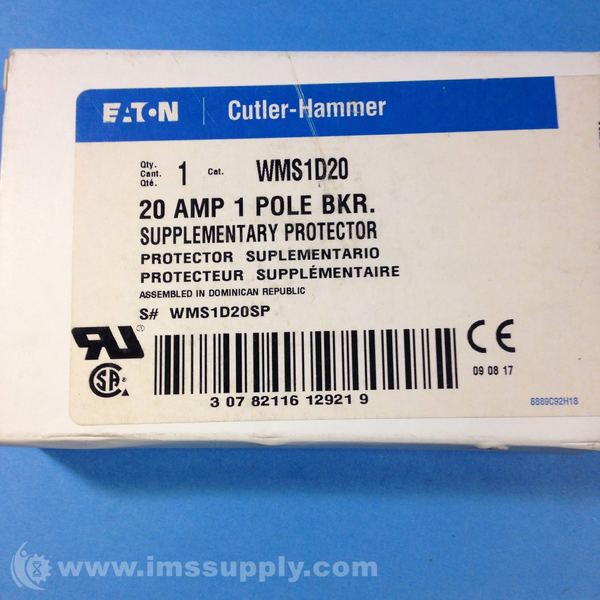 EATON Cutler-Hammer
Qty.
Cant.
Qté.
1 Cat. WMS1D20
20 AMP 1 POLE BKR.
SUPPLEMENTARY PROTECTOR
PROTECTOR SUPLEMENTARIO
PROTECTEUR SUPPLÉMENTAIRE
ASSEMBLED IN DOMINICAN REPUBLIC
S# WMS1D20SP
RU ®
SA ®
CE
09 08 17
3 07 82116 12921 9
8889C92H18
www.imssupply.com